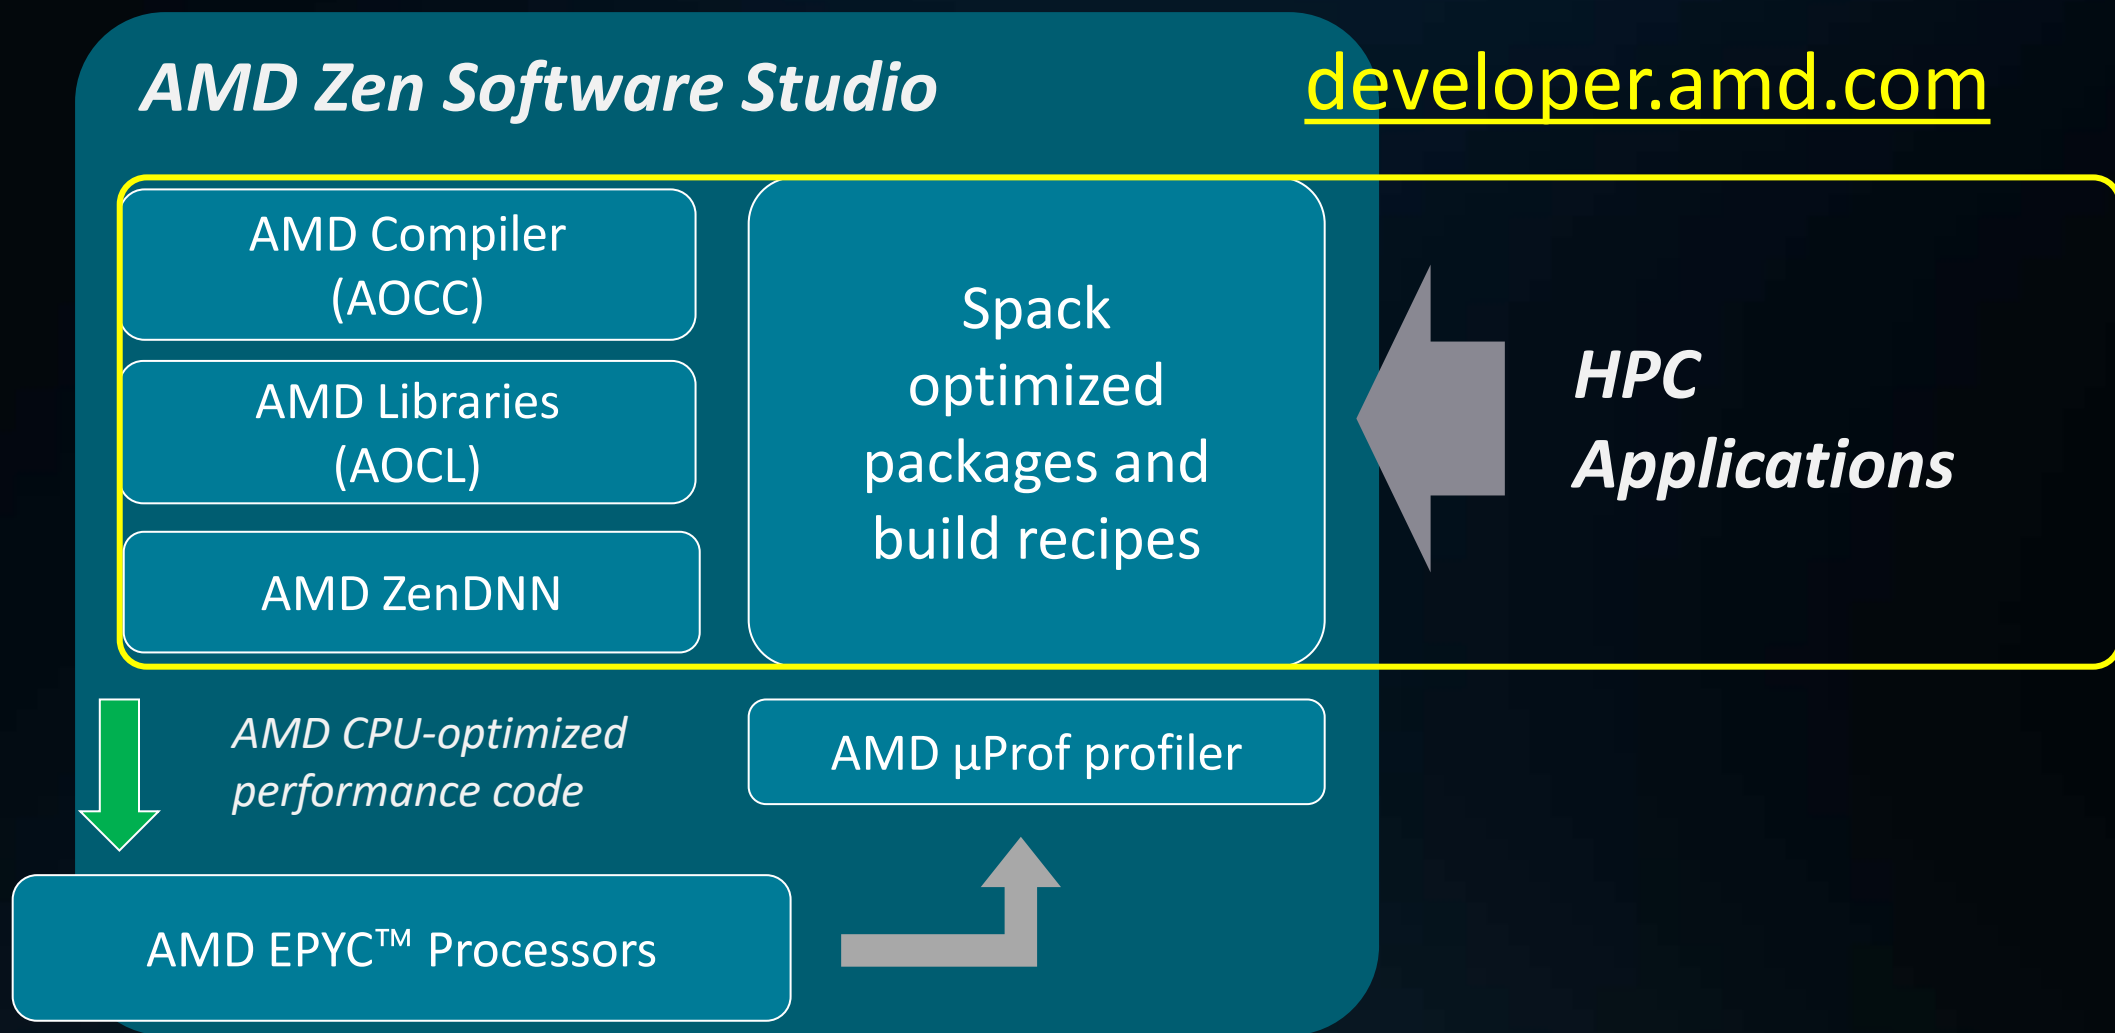 AMD Zen Software Studio
developer.amd.com
AMD Compiler
(AOCC)
AMD Libraries
(AOCL)
AMD ZenDNN
Spack
optimized
packages and
build recipes
HPC
Applications
AMD CPU-optimized
performance code
AMD µProf profiler
AMD EPYC™ Processors